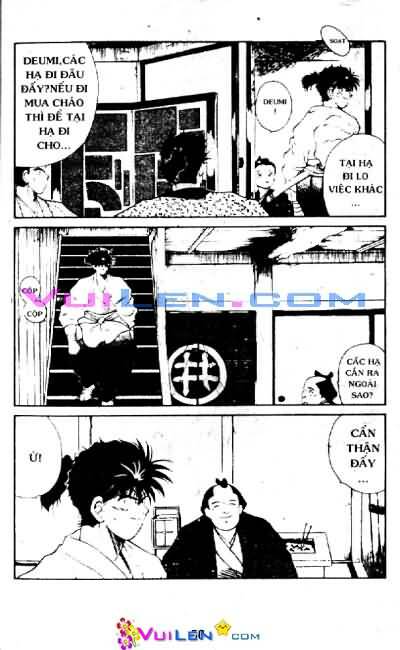 DEUMI,CÁC
HẠ ĐI ĐÂU
ĐẤY?NẾU ĐI
MUA CHÁO
THÌ ĐỂ TẠI
HẠ ĐI
CHO...
SOẠT
DEUMI
!
TẠI HẠ
ĐI LO
VIỆC KHÁC
...
CỘP
CỘP
VUILEN.COM
CÁC HẠ
CẦN RA
NGOÀI
SAO?
Ừ!
CẨN
THẬN
ĐẤY
...
VUILEN
.COM